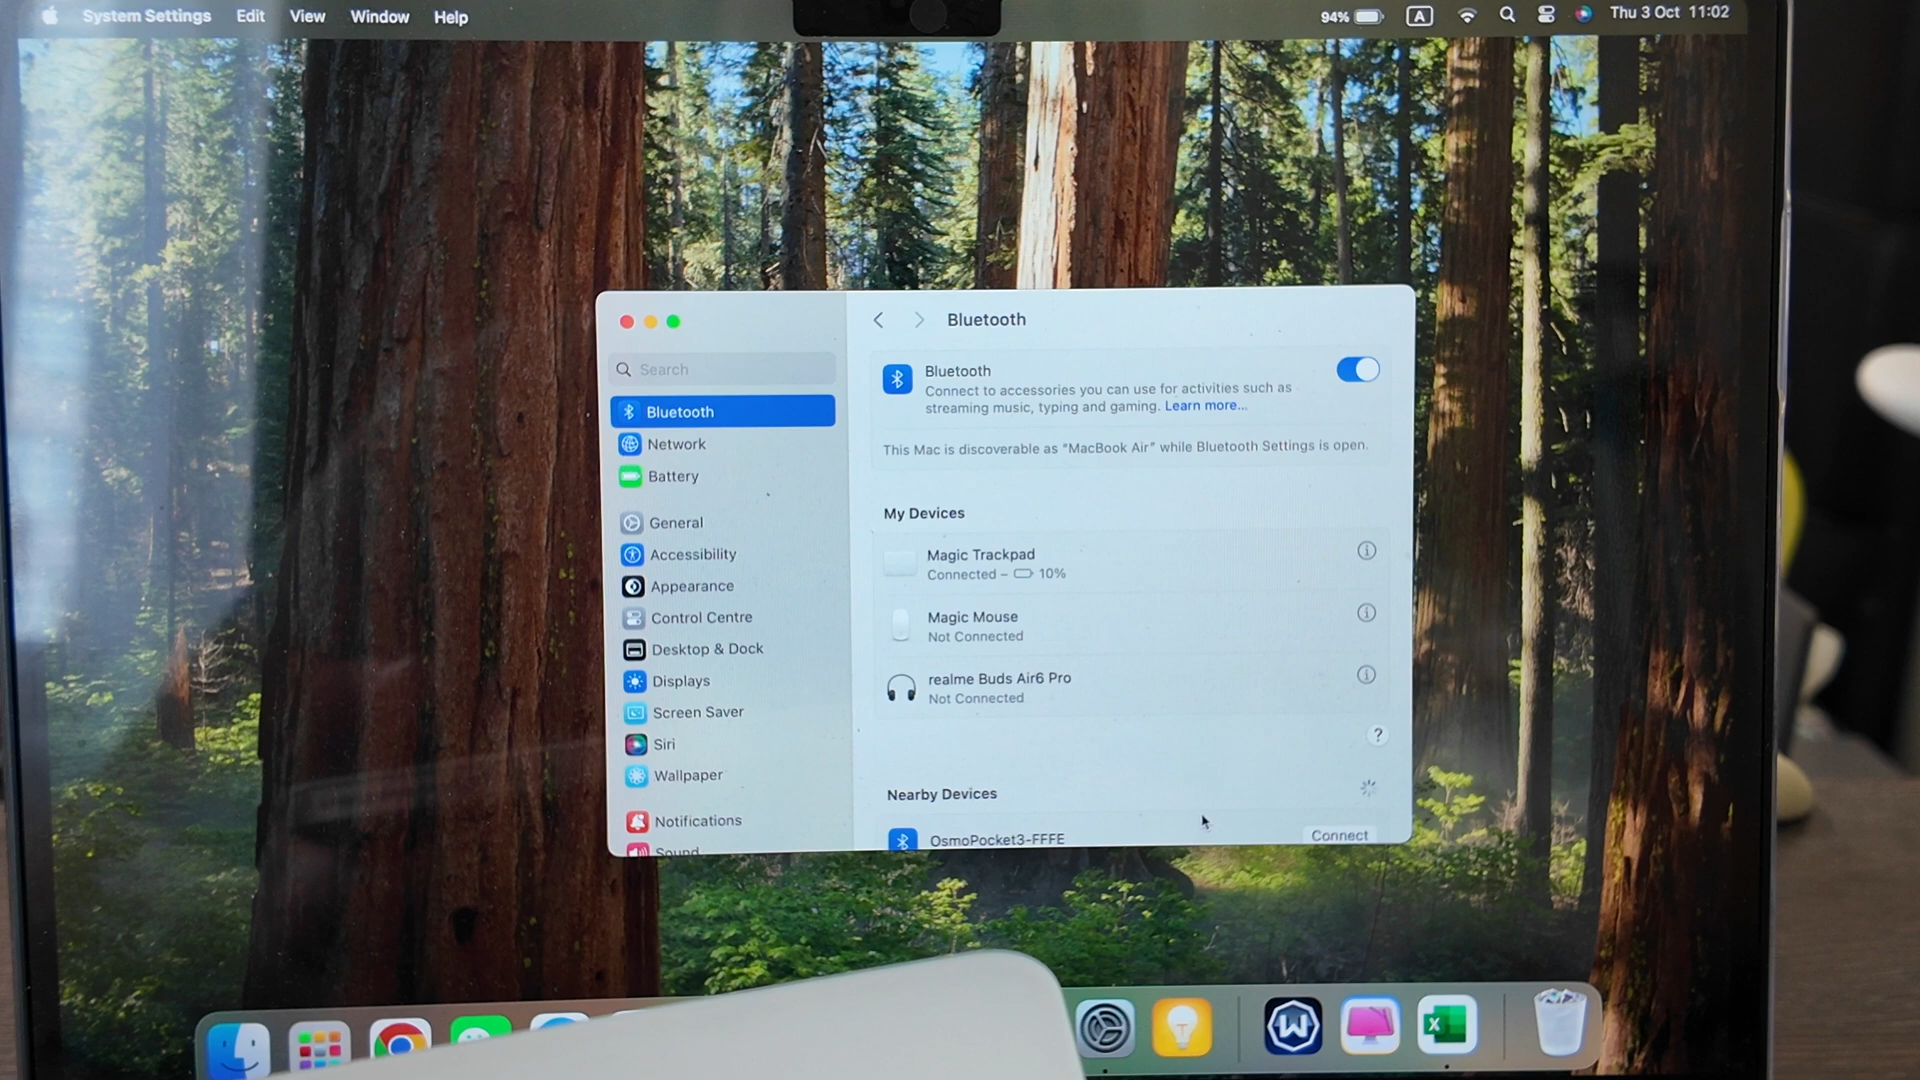 System Settings Edit View Window Help
94% A Thu 3 Oct 11:02
Search
Bluetooth
Network
Battery
General
Accessibility
Appearance
Control Centre
Desktop & Dock
Displays
Screen Saver
Siri
Wallpaper
Notifications
Sound
Bluetooth
Bluetooth
Connect to accessories you can use for activities such as
streaming music, typing and gaming. Learn more...
This Mac is discoverable as “MacBook Air” while Bluetooth Settings is open.
My Devices
Magic Trackpad
Connected – 10%
Magic Mouse
Not Connected
realme Buds Air6 Pro
Not Connected
?
Nearby Devices
OsmoPocket3-FFFE
Connect
W
X